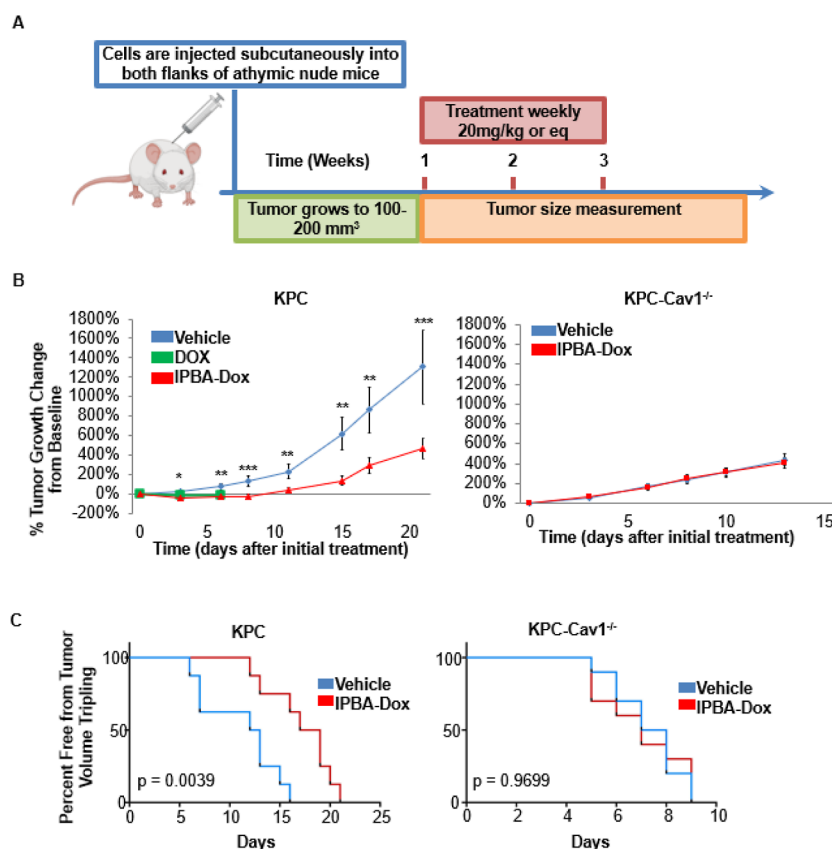 A
Cells are injected subcutaneously into
both flanks of athymic nude mice
Treatment weekly
20mg/kg or eq
Time (Weeks)
1 2 3
Tumor grows to 100-
200 mm³
Tumor size measurement
B
KPC
1800%
1600%
1400%
1200%
1000%
800%
600%
400%
200%
0%
-200%
% Tumor Growth Change
from Baseline
Vehicle
DOX
IPBA-Dox
* ** *** ** ** ** ***
0 5 10 15 20
Time (days after initial treatment)
KPC-Cav1⁻/⁻
1800%
1600%
1400%
1200%
1000%
800%
600%
400%
200%
0%
Vehicle
IPBA-Dox
0 5 10 15
Time (days after initial treatment)
C
KPC
Percent Free from Tumor
Volume Tripling
100
50
0
Vehicle
IPBA-Dox
p = 0.0039
0 5 10 15 20 25
Days
KPC-Cav1⁻/⁻
100
50
0
Vehicle
IPBA-Dox
p = 0.9699
0 2 4 6 8 10
Days